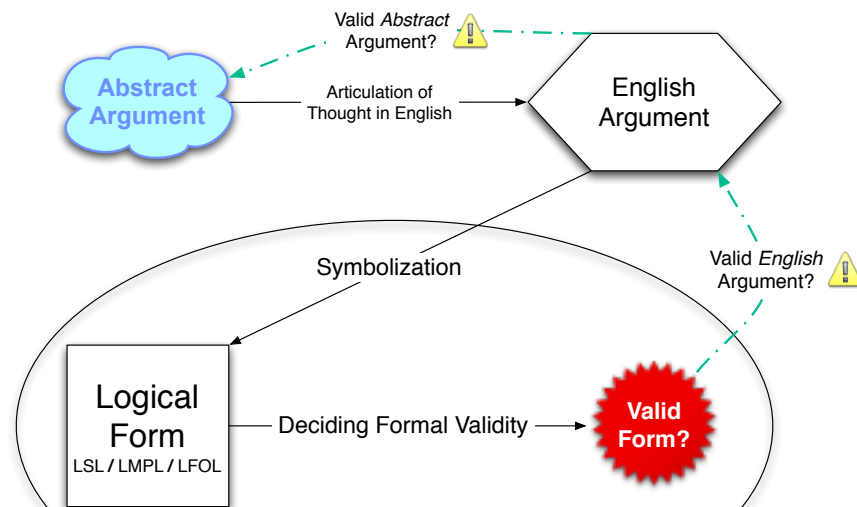 Valid Abstract
Argument?
Abstract
Argument
Articulation of
Thought in English
English
Argument
Symbolization
Valid English
Argument?
Logical
Form
LSL / LMPL / LFOL
Deciding Formal Validity
Valid
Form?